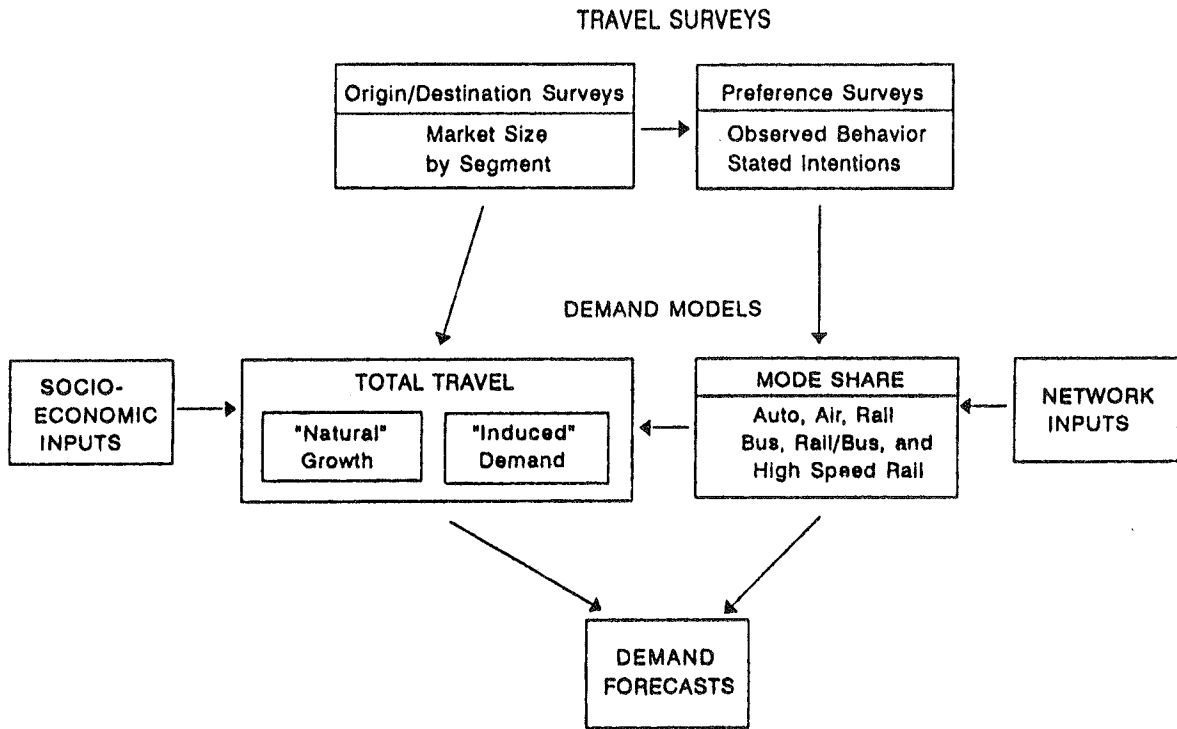 TRAVEL SURVEYS
Origin/Destination Surveys
Market Size
by Segment
Preference Surveys
Observed Behavior
Stated Intentions
DEMAND MODELS
SOCIO-
ECONOMIC
INPUTS
TOTAL TRAVEL
"Natural"
Growth
"Induced"
Demand
MODE SHARE
Auto, Air, Rail
Bus, Rail/Bus, and
High Speed Rail
NETWORK
INPUTS
DEMAND
FORECASTS